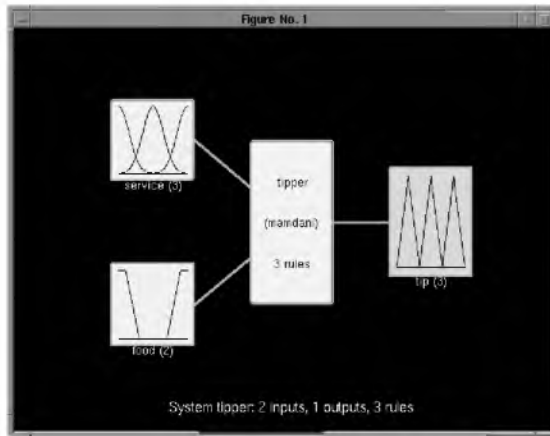 Figure No. 1
service (3)
tipper
(mamdani)
3 rules
food (2)
tip (3)
System tipper: 2 inputs, 1 outputs, 3 rules